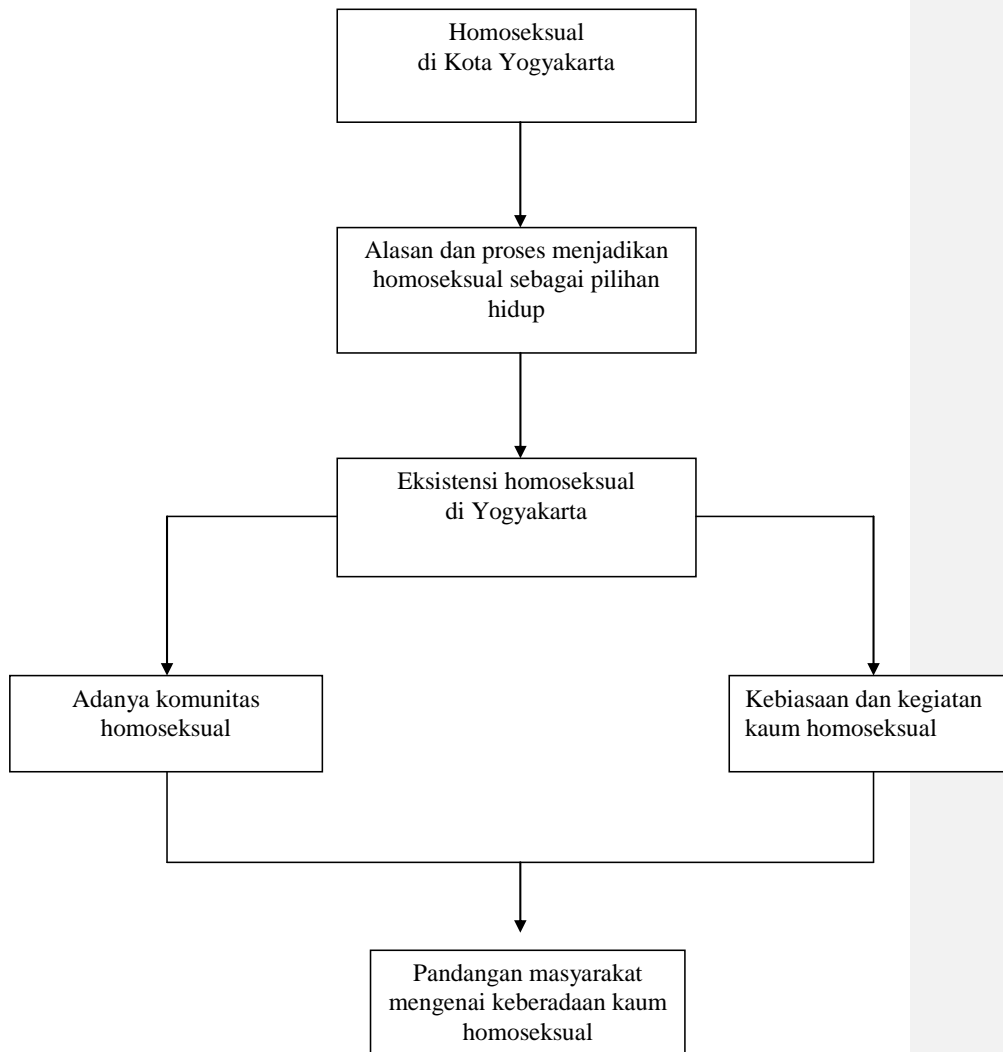 Homoseksual
di Kota Yogyakarta
Alasan dan proses menjadikan
homoseksual sebagai pilihan
hidup
Eksistensi homoseksual
di Yogyakarta
Adanya komunitas
homoseksual
Kebiasaan dan kegiatan
kaum homoseksual
Pandangan masyarakat
mengenai keberadaan kaum
homoseksual